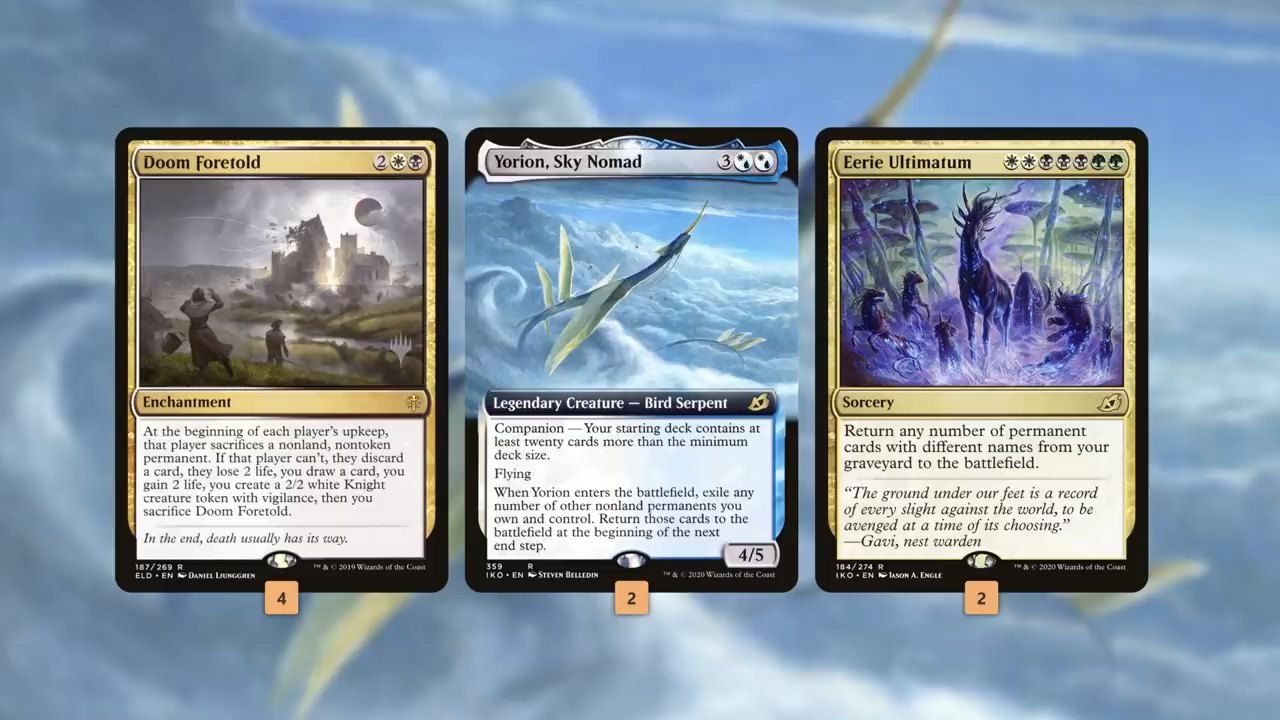 Doom Foretold 2
Enchantment
At the beginning of each player's upkeep,
that player sacrifices a nonland, nontoken
permanent. If that player can't, they discard
a card, they lose 2 life, you draw a card, you
gain 2 life, you create a 2/2 white Knight
creature token with vigilance, then you
sacrifice Doom Foretold.
In the end, death usually has its way.
187/269 R
ELD • EN Daniel Ljunggren
™ & © 2019 Wizards of the Coast
4
Yorion, Sky Nomad 3
Legendary Creature — Bird Serpent
Companion — Your starting deck contains at
least twenty cards more than the minimum
deck size.
Flying
When Yorion enters the battlefield, exile any
number of other nonland permanents you
own and control. Return those cards to the
battlefield at the beginning of the next
end step.
4/5
359 R
IKO • EN Steven Belledin
™ & © 2020 Wizards of the Coast
2
Eerie Ultimatum
Sorcery
Return any number of permanent
cards with different names from your
graveyard to the battlefield.
“The ground under our feet is a record
of every slight against the world, to be
avenged at a time of its choosing.”
—Gavi, nest warden
184/274 R
IKO • EN Jason A. Engle
™ & © 2020 Wizards of the Coast
2